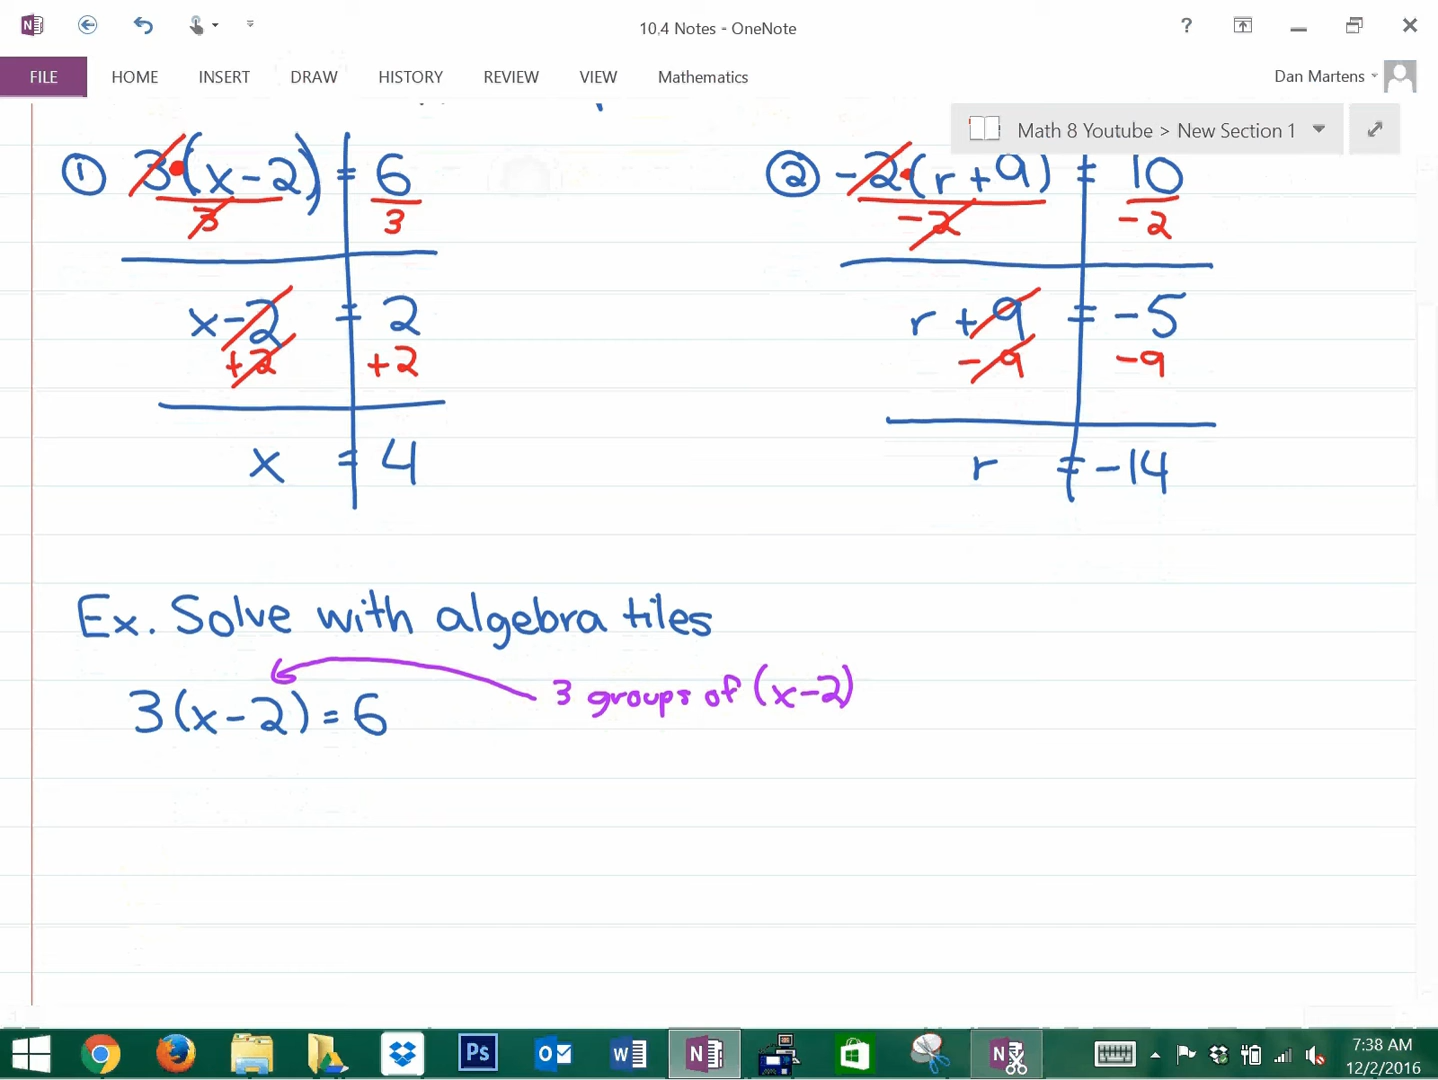 10,4 Notes - OneNote
?
FILE HOME INSERT DRAW HISTORY REVIEW VIEW Mathematics
Dan Martens
Math 8 Youtube > New Section 1
① 3•(x-2) = 6
3 3
x-2 = 2
+2 +2
x = 4
② -2•(r+9) = 10
-2 -2
r+9 = -5
-9 -9
r = -14
Ex. Solve with algebra tiles
3 groups of (x-2)
3(x-2)=6
Ps W N
7:38 AM
12/2/2016